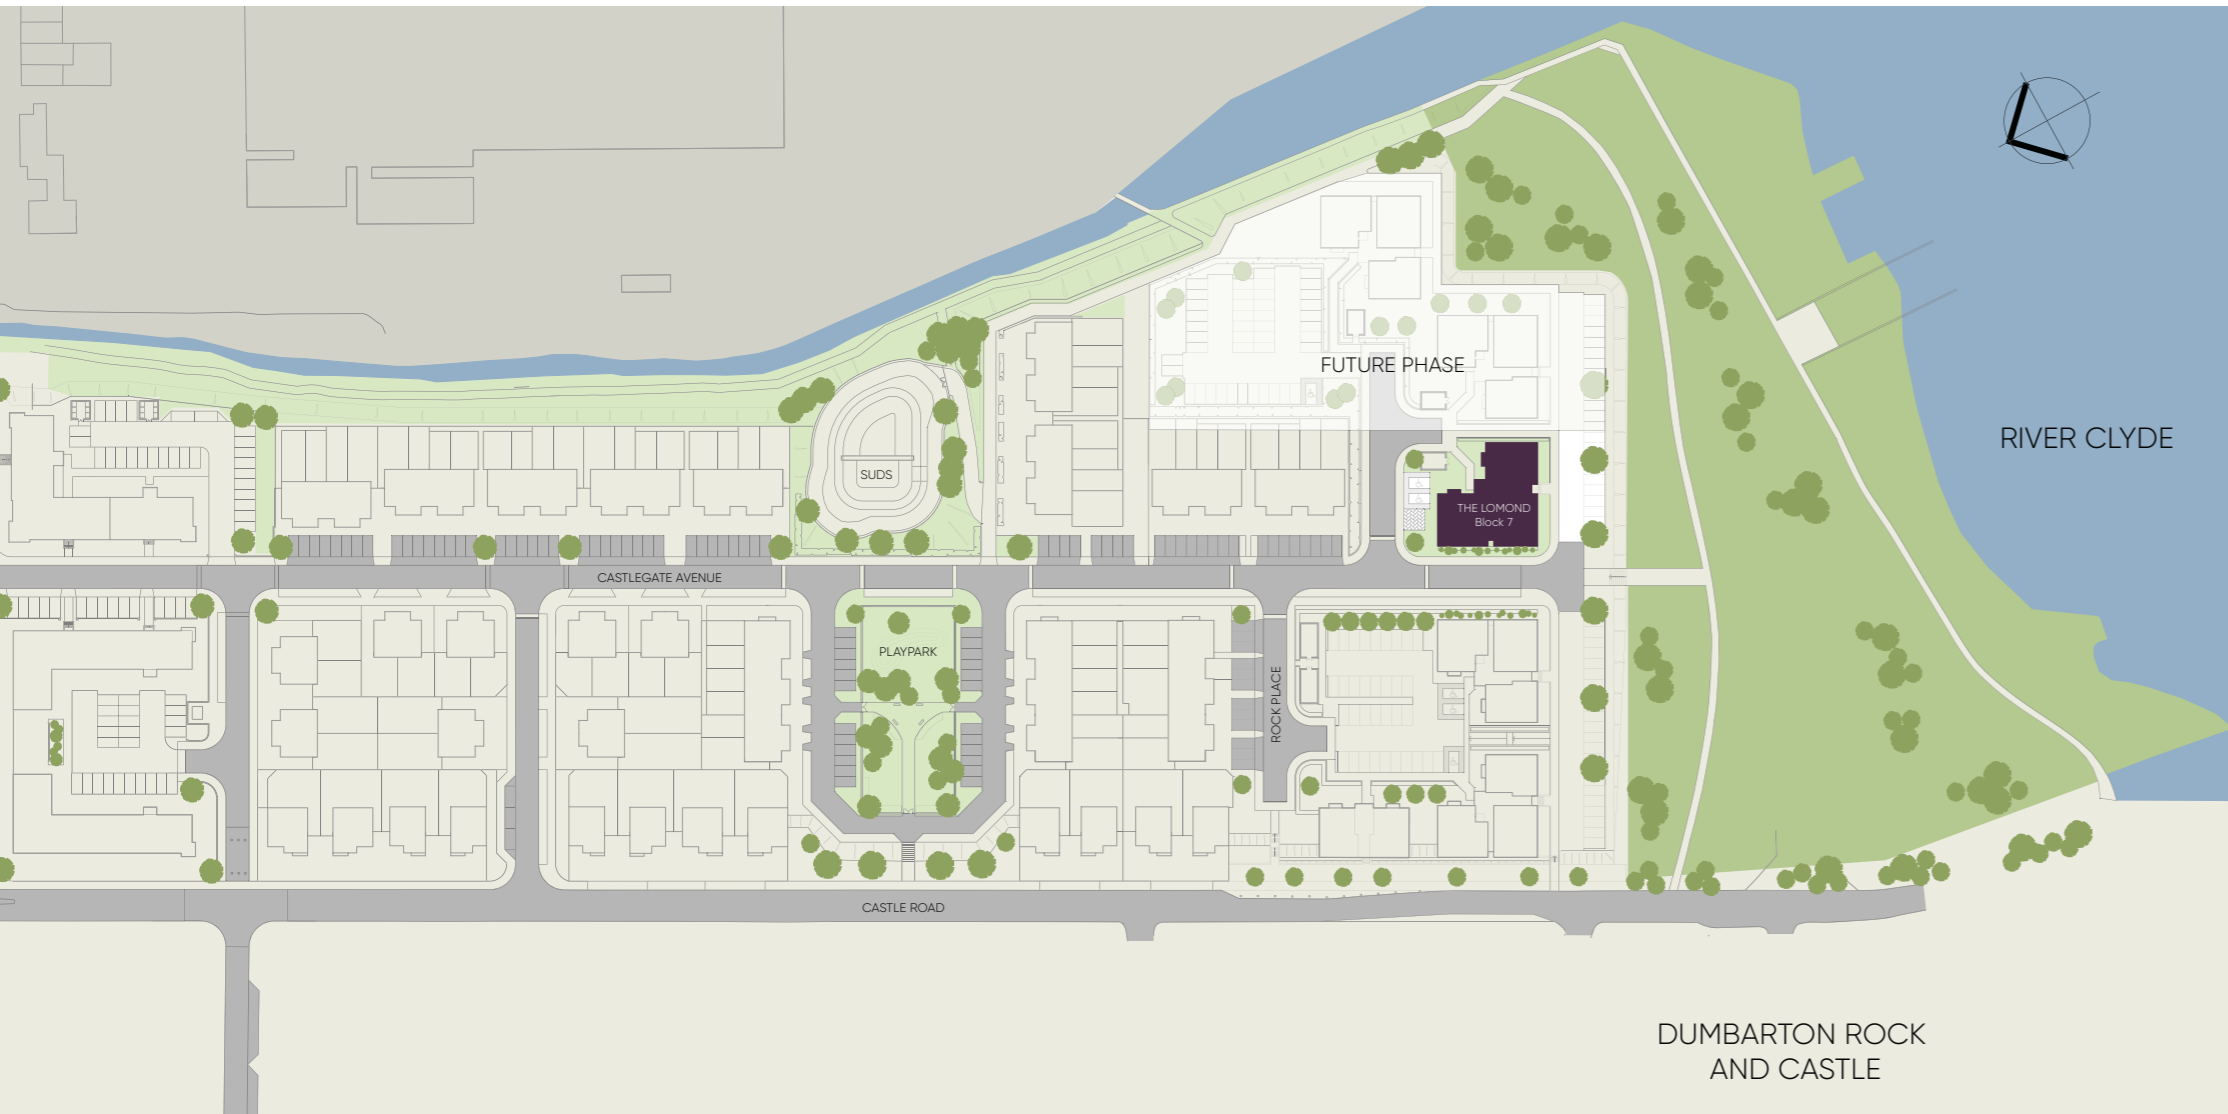 FUTURE PHASE
RIVER CLYDE
SUDS
THE LOMOND
Block 7
CASTLEGATE AVENUE
PLAYPARK
ROCK PLACE
CASTLE ROAD
DUMBARTON ROCK
AND CASTLE